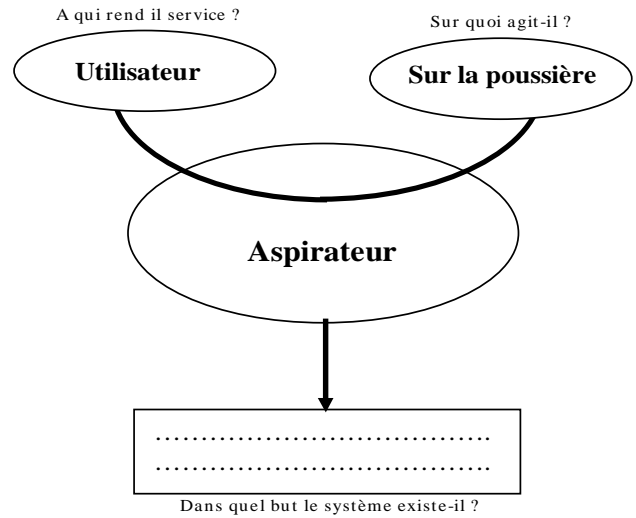 A qui rend il service ?
Sur quoi agit-il ?
Utilisateur
Sur la poussière
Aspirateur
..........................................
..........................................
Dans quel but le système existe-il ?